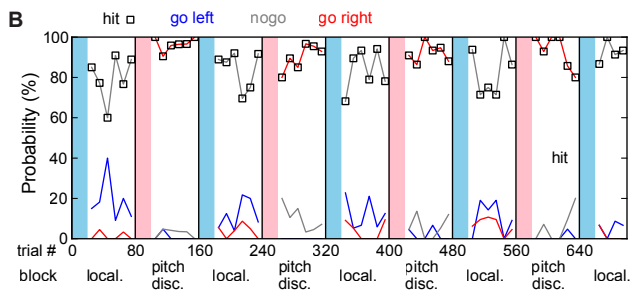 B
hit go left nogo go right
Probability (%)
100
80
60
40
20
0
hit
trial # 0 80 160 240 320 400 480 560 640
block local. pitch disc. local. pitch disc. local. pitch disc. local. pitch disc. local.